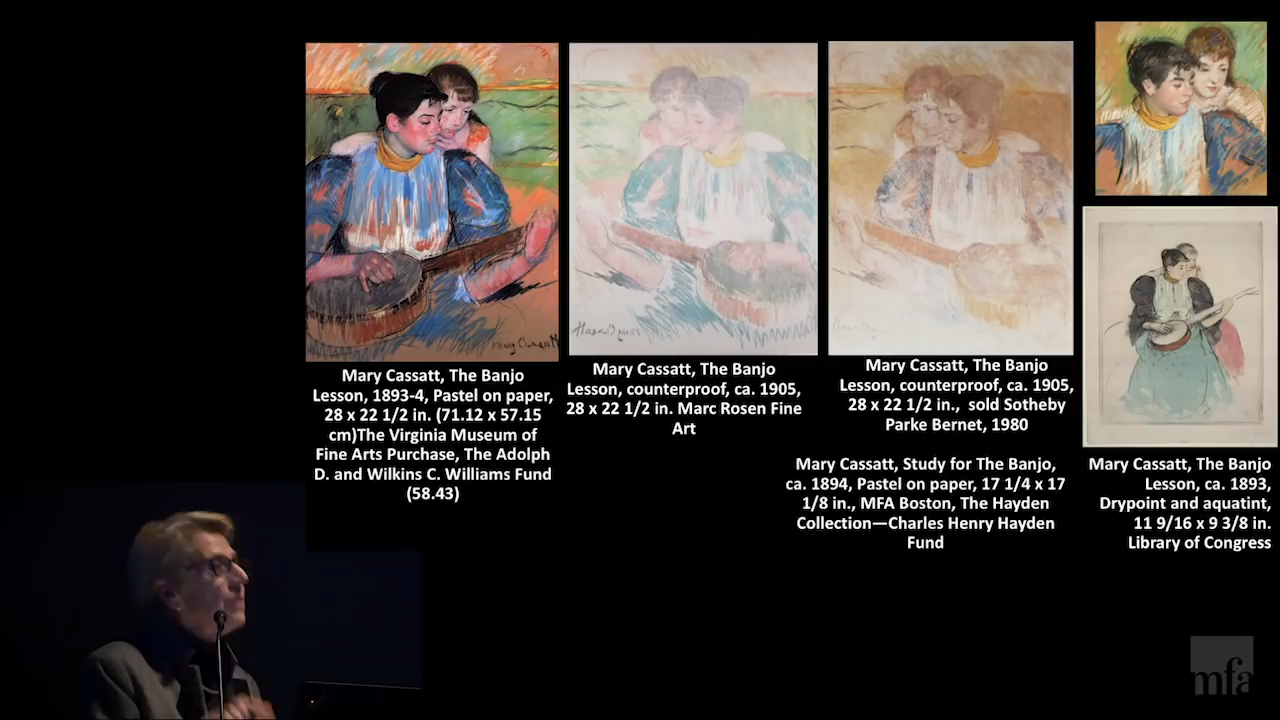 Mary Cassatt, The Banjo
Lesson, 1893-4, Pastel on paper,
28 x 22 1/2 in. (71.12 x 57.15
cm)The Virginia Museum of
Fine Arts Purchase, The Adolph
D. and Wilkins C. Williams Fund
(58.43)
Mary Cassatt, The Banjo
Lesson, counterproof, ca. 1905,
28 x 22 1/2 in. Marc Rosen Fine
Art
Mary Cassatt, The Banjo
Lesson, counterproof, ca. 1905,
28 x 22 1/2 in., sold Sotheby
Parke Bernet, 1980
Mary Cassatt, Study for The Banjo,
ca. 1894, Pastel on paper, 17 1/4 x 17
1/8 in., MFA Boston, The Hayden
Collection—Charles Henry Hayden
Fund
Mary Cassatt, The Banjo
Lesson, ca. 1893,
Drypoint and aquatint,
11 9/16 x 9 3/8 in.
Library of Congress
Mary Cassatt
mfa